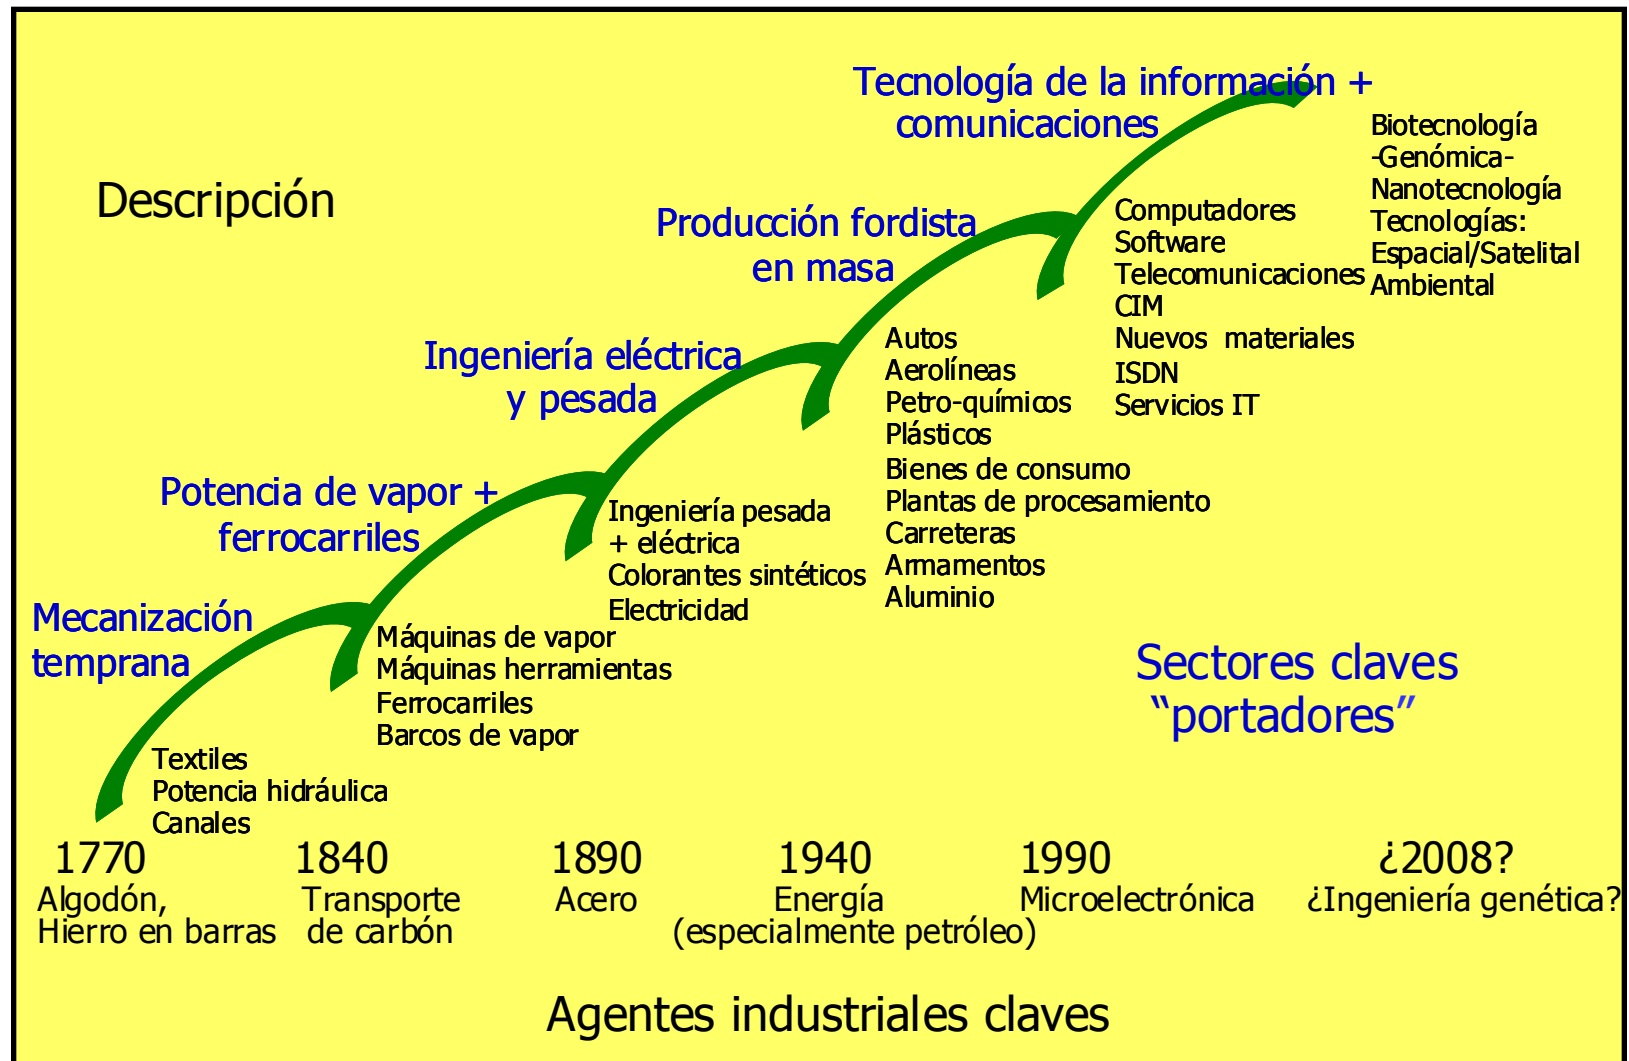 Tecnología de la información +
comunicaciones
Biotecnología
-Genómica-
Nanotecnología
Tecnologías:
Espacial/Satelital
Ambiental
Descripción
Producción fordista
en masa
Computadores
Software
Telecomunicaciones
CIM
Nuevos materiales
ISDN
Servicios IT
Ingeniería eléctrica
y pesada
Autos
Aerolíneas
Petro-químicos
Plásticos
Bienes de consumo
Plantas de procesamiento
Carreteras
Armamentos
Aluminio
Potencia de vapor +
ferrocarriles
Ingeniería pesada
+ eléctrica
Colorantes sintéticos
Electricidad
Mecanización
temprana
Máquinas de vapor
Máquinas herramientas
Ferrocarriles
Barcos de vapor
Sectores claves
“portadores”
Textiles
Potencia hidráulica
Canales
1770 1840 1890 1940 1990 ¿2008?
Algodón, Transporte Acero Energía Microelectrónica ¿Ingeniería genética?
Hierro en barras de carbón (especialmente petróleo)
Agentes industriales claves